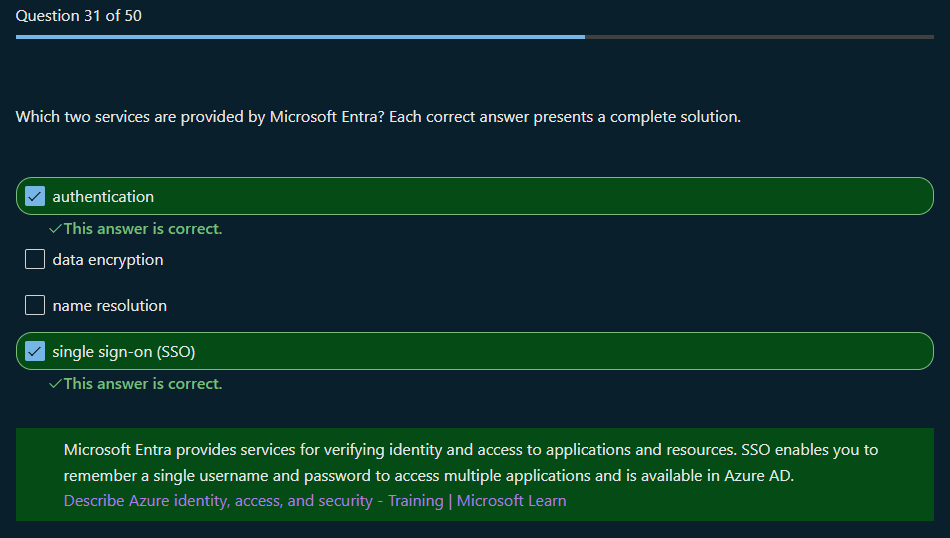 Question 31 of 50
Which two services are provided by Microsoft Entra? Each correct answer presents a complete solution.
authentication
This answer is correct.
data encryption
name resolution
single sign-on (SSO)
This answer is correct.
Microsoft Entra provides services for verifying identity and access to applications and resources. SSO enables you to
remember a single username and password to access multiple applications and is available in Azure AD.
Describe Azure identity, access, and security - Training | Microsoft Learn